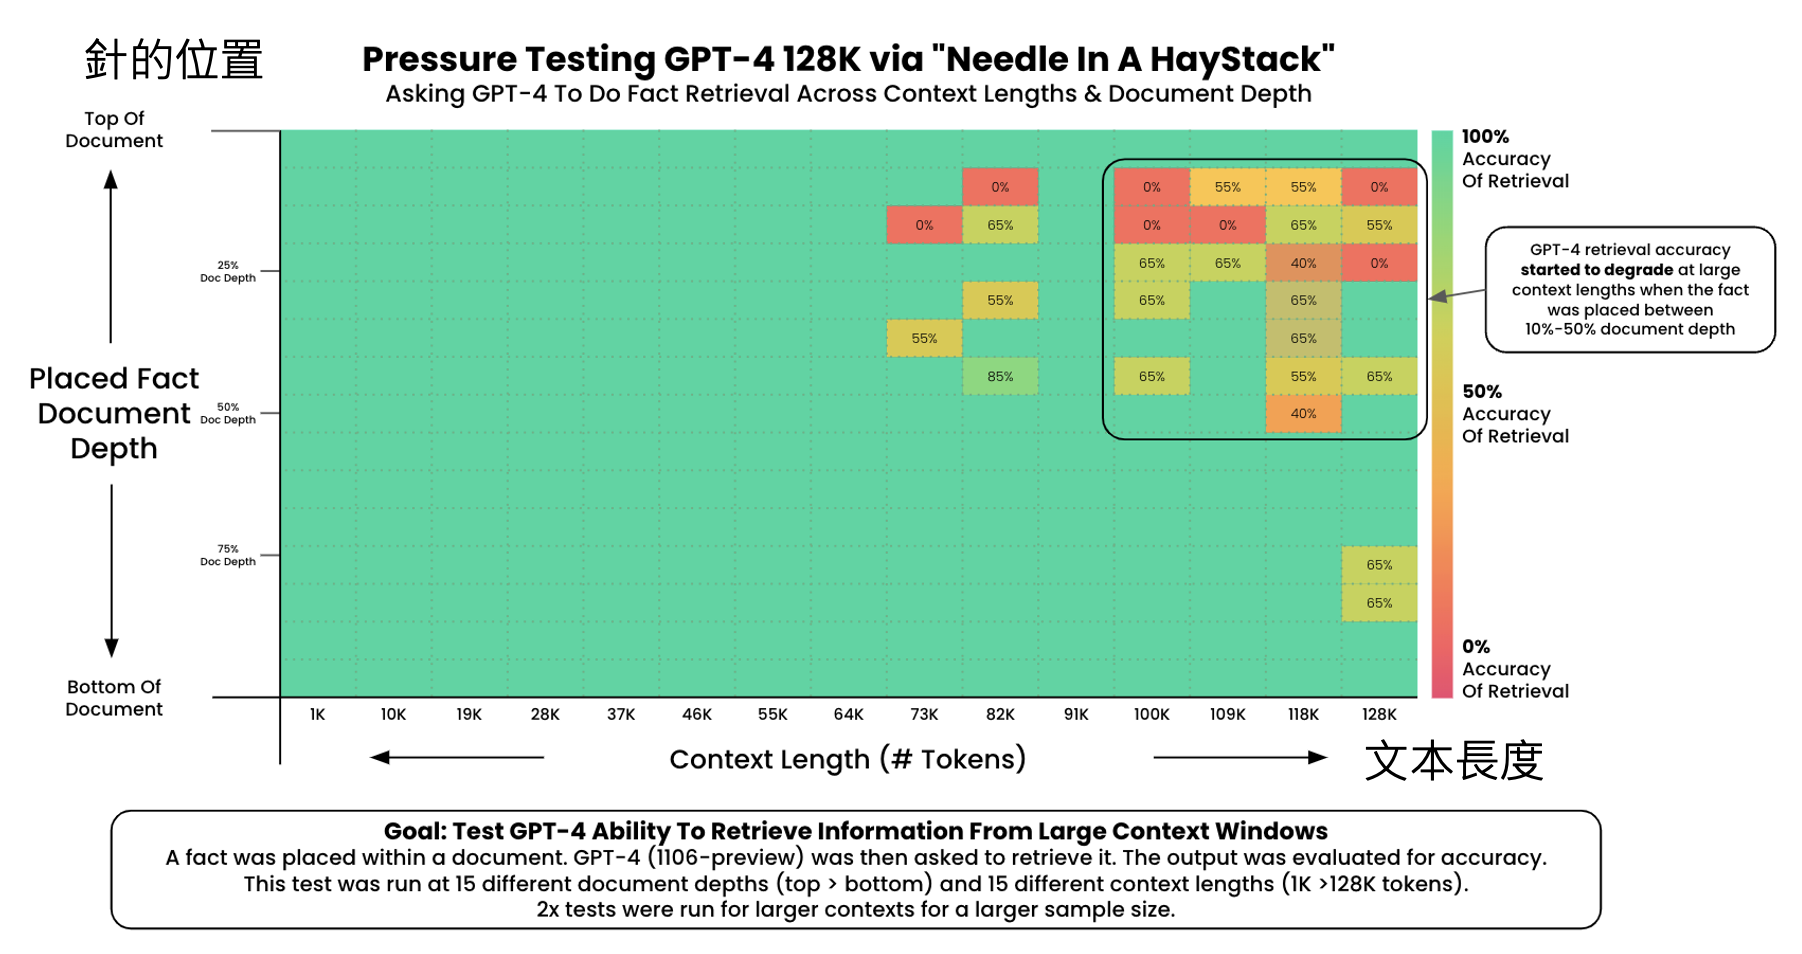 針的位置
Pressure Testing GPT-4 128K via "Needle In A HayStack"
Asking GPT-4 To Do Fact Retrieval Across Context Lengths & Document Depth
Top Of
Document
25%
Doc Depth
Placed Fact
Document
Depth
50%
Doc Depth
75%
Doc Depth
Bottom Of
Document
0% 0% 55% 55% 0%
0% 65% 0% 0% 65% 55%
65% 65% 40% 0%
55% 65% 65%
55% 65%
85% 65% 55% 65%
40%
65%
65%
100%
Accuracy
Of Retrieval
GPT-4 retrieval accuracy
started to degrade at large
context lengths when the fact
was placed between
10%-50% document depth
50%
Accuracy
Of Retrieval
0%
Accuracy
Of Retrieval
1K 10K 19K 28K 37K 46K 55K 64K 73K 82K 91K 100K 109K 118K 128K
Context Length (# Tokens)
文本長度
Goal: Test GPT-4 Ability To Retrieve Information From Large Context Windows
A fact was placed within a document. GPT-4 (1106-preview) was then asked to retrieve it. The output was evaluated for accuracy.
This test was run at 15 different document depths (top > bottom) and 15 different context lengths (1K >128K tokens).
2x tests were run for larger contexts for a larger sample size.